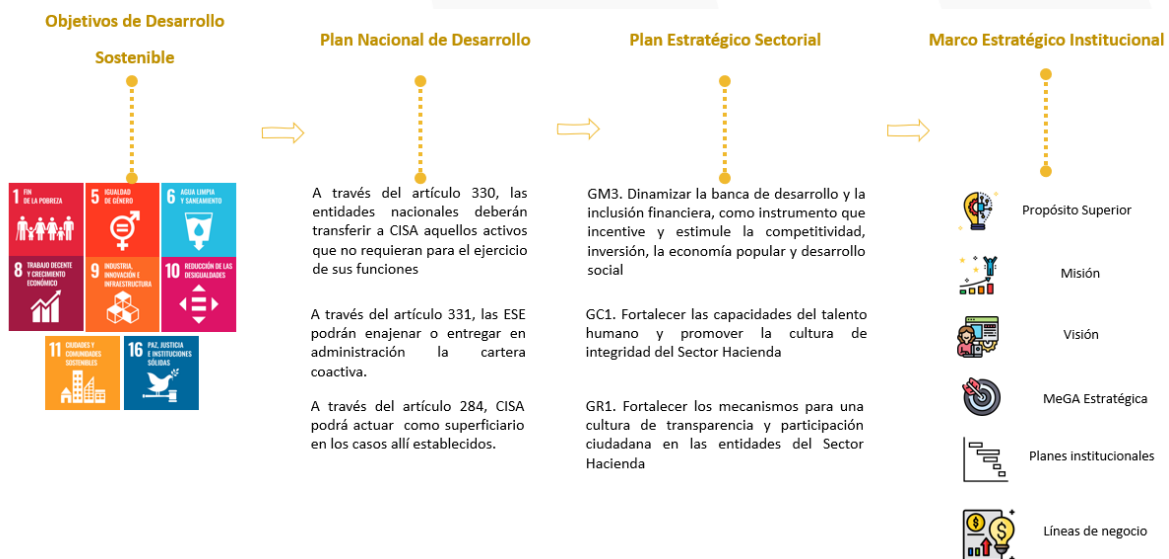 Objetivos de Desarrollo
Sostenible
1 FIN
DE LA POBREZA
5 IGUALDAD
DE GÉNERO
6 AGUA LIMPIA
Y SANEAMIENTO
8 TRABAJO DECENTE
Y CRECIMIENTO
ECONÓMICO
9 INDUSTRIA,
INNOVACIÓN E
INFRAESTRUCTURA
10 REDUCCIÓN DE LAS
DESIGUALDADES
11 CIUDADES Y
COMUNIDADES
SOSTENIBLES
16 PAZ, JUSTICIA
E INSTITUCIONES
SÓLIDAS
Plan Nacional de Desarrollo
A través del artículo 330, las
entidades nacionales deberán
transferir a CISA aquellos activos
que no requieran para el ejercicio
de sus funciones
A través del artículo 331, las ESE
podrán enajenar o entregar en
administración la cartera
coactiva.
A través del artículo 284, CISA
podrá actuar como superficiario
en los casos allí establecidos.
Plan Estratégico Sectorial
GM3. Dinamizar la banca de desarrollo y la
inclusión financiera, como instrumento que
incentive y estimule la competitividad,
inversión, la economía popular y desarrollo
social
GC1. Fortalecer las capacidades del talento
humano y promover la cultura de
integridad del Sector Hacienda
GR1. Fortalecer los mecanismos para una
cultura de transparencia y participación
ciudadana en las entidades del Sector
Hacienda
Marco Estratégico Institucional
Propósito Superior
Misión
Visión
MeGA Estratégica
Planes institucionales
Líneas de negocio